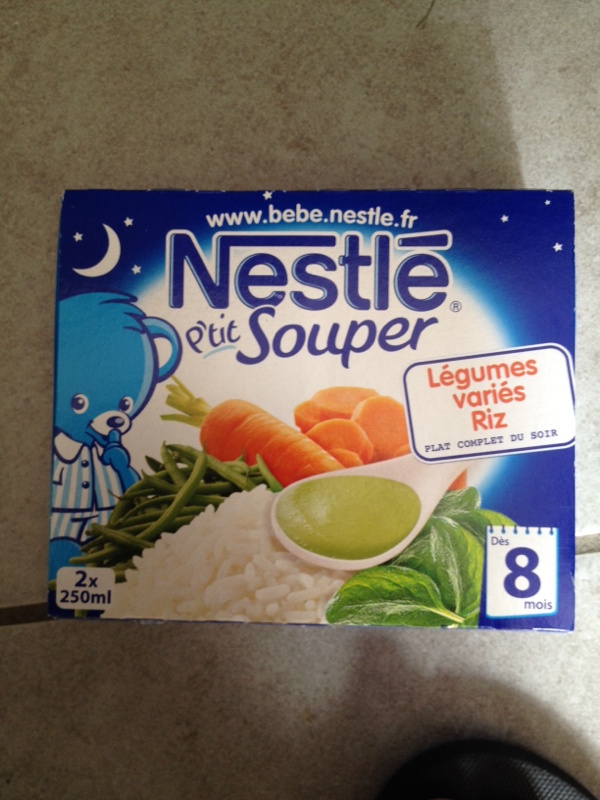 www.bebe.nestle.fr
Nestlé®
P'tit Souper
Légumes
variés
Riz
PLAT COMPLET DU SOIR
Dès
8
mois
2x
250ml